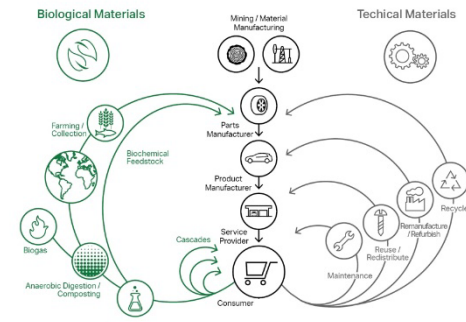 Biological Materials
Mining / Material
Manufacturing
Techical Materials
Farming /
Collection
Parts
Manufacturer
Biochemical
Feedstock
Product
Manufacturer
Recycle
Remanufacture
/ Refurbish
Service
Provider
Reuse /
Redistribute
Cascades
Biogas
Maintenance
Anaerobic Digestion /
Composting
Consumer